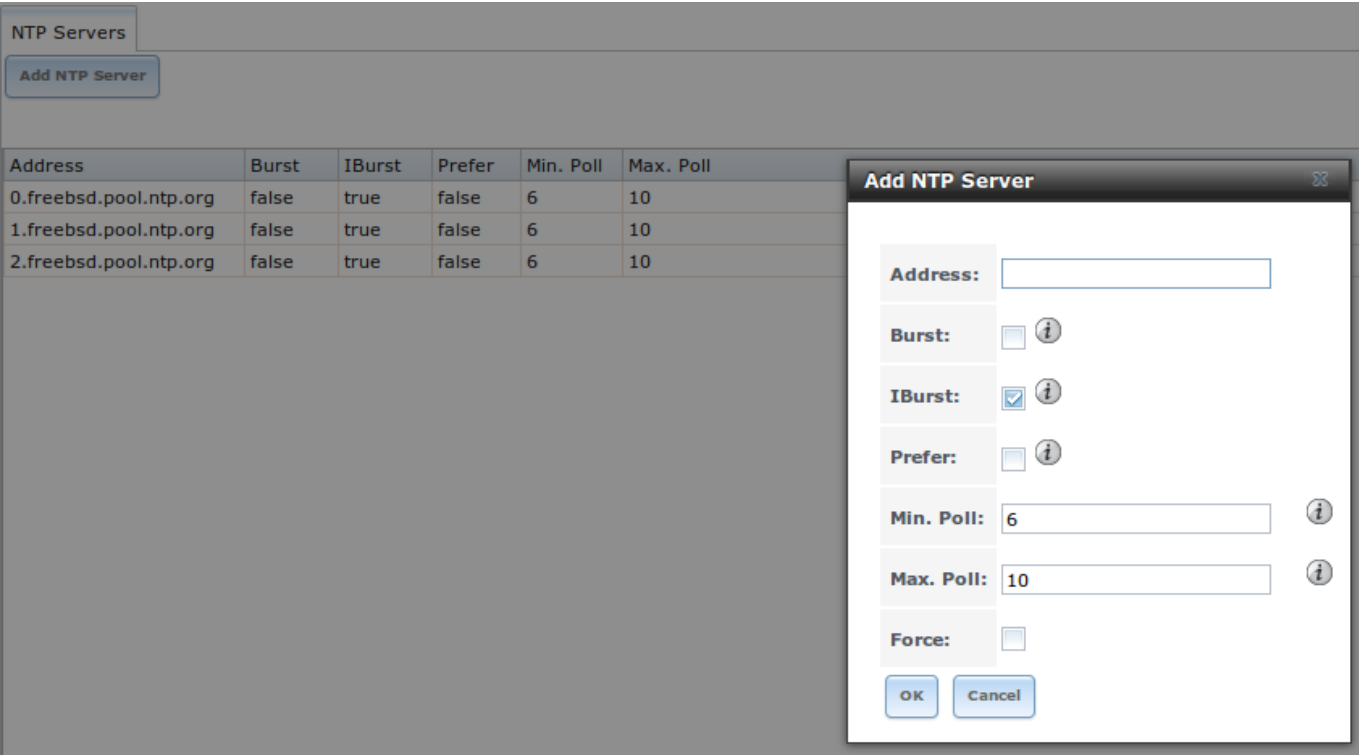 NTP Servers
Add NTP Server
Address Burst IBurst Prefer Min. Poll Max. Poll
0.freebsd.pool.ntp.org false true false 6 10
1.freebsd.pool.ntp.org false true false 6 10
2.freebsd.pool.ntp.org false true false 6 10
Add NTP Server
Address:
Burst:
IBurst:
Prefer:
Min. Poll: 6
Max. Poll: 10
Force:
OK Cancel